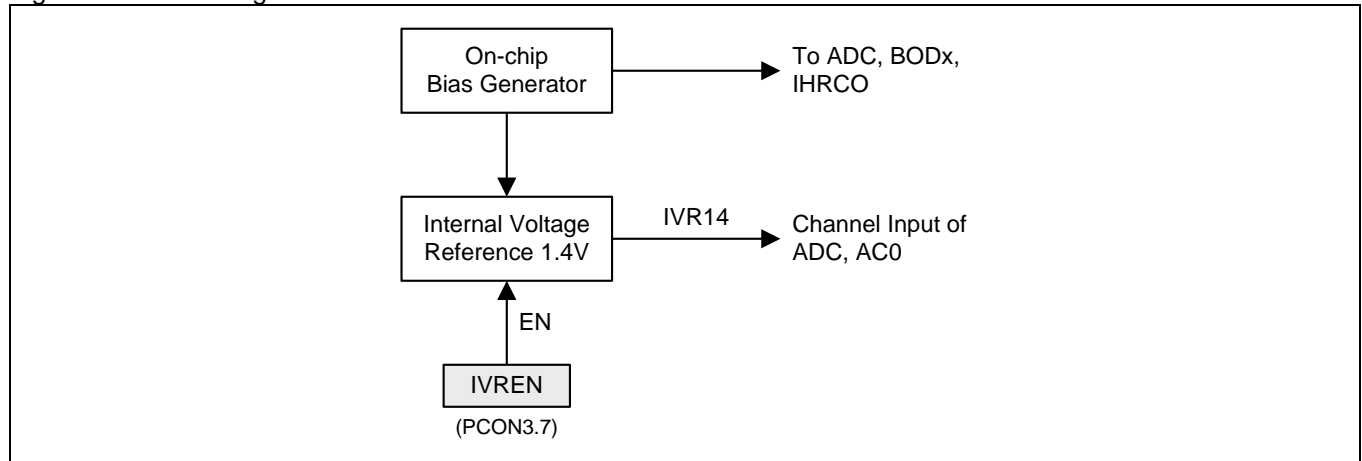 On-chip
Bias Generator
To ADC, BODx,
IHRCO
Internal Voltage
Reference 1.4V
IVR14
Channel Input of
ADC, AC0
EN
IVREN
(PCON3.7)